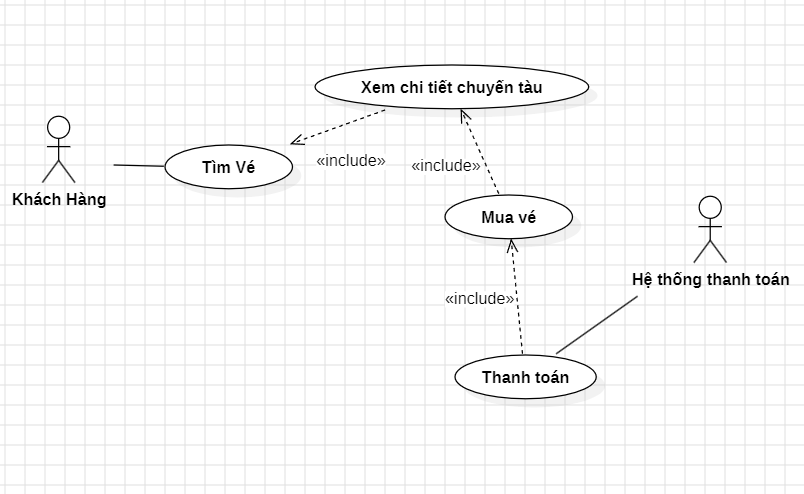 Xem chi tiết chuyến tàu
Tìm Vé
«include»
«include»
Khách Hàng
Mua vé
Hệ thống thanh toán
«include»
Thanh toán